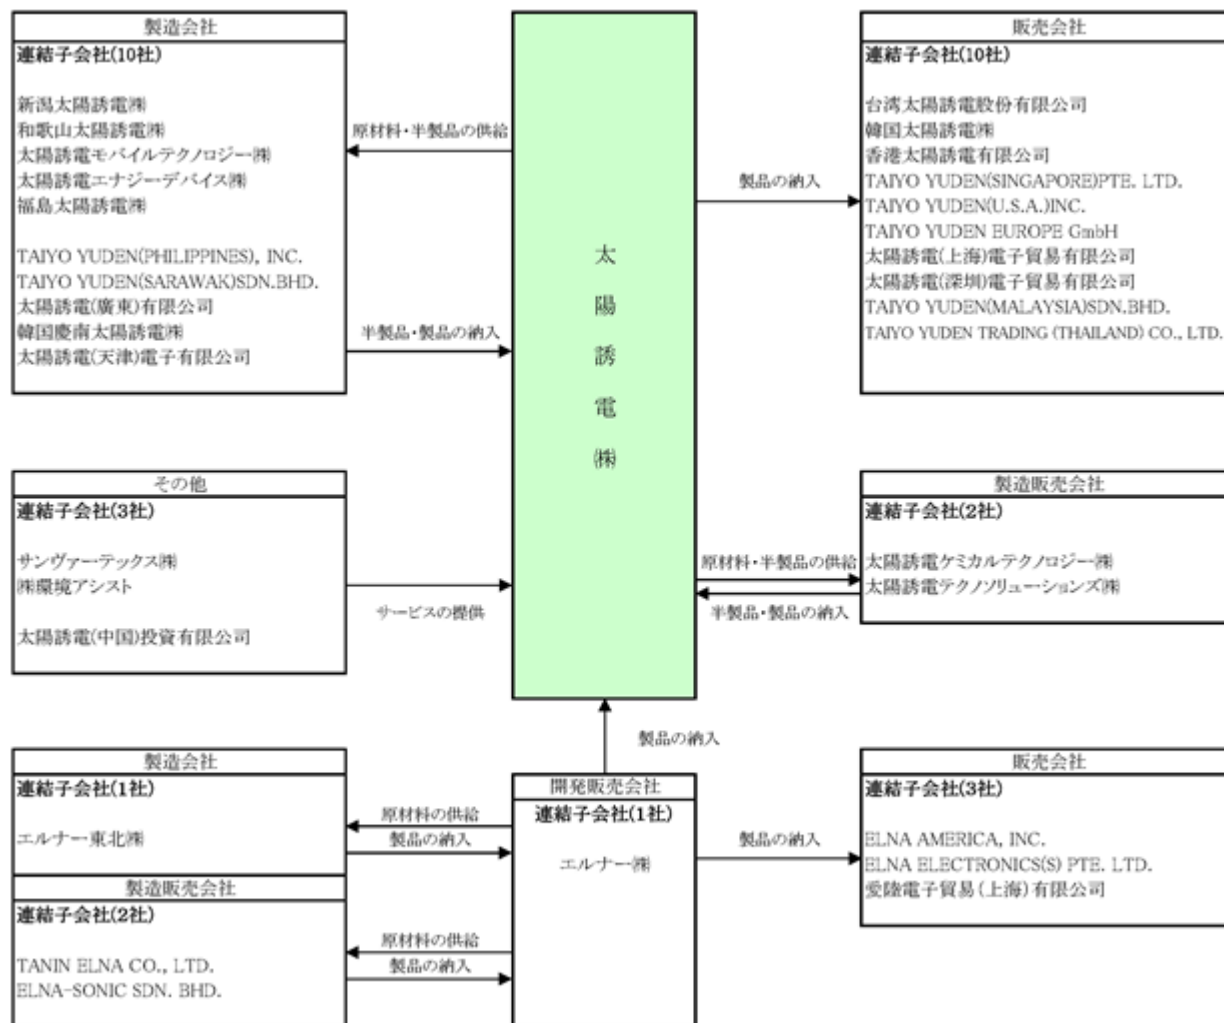 製造会社
連結子会社(10社)
新潟太陽誘電㈱
和歌山太陽誘電㈱
太陽誘電モバイルテクノロジー㈱
太陽誘電エナジーデバイス㈱
福島太陽誘電㈱
TAIYO YUDEN(PHILIPPINES), INC.
TAIYO YUDEN(SARAWAK)SDN.BHD.
太陽誘電(廣東)有限公司
韓国慶南太陽誘電㈱
太陽誘電(天津)電子有限公司
原材料・半製品の供給
半製品・製品の納入
太陽誘電㈱
製品の納入
販売会社
連結子会社(10社)
台湾太陽誘電股份有限公司
韓国太陽誘電㈱
香港太陽誘電有限公司
TAIYO YUDEN(SINGAPORE)PTE. LTD.
TAIYO YUDEN(U.S.A.)INC.
TAIYO YUDEN EUROPE GmbH
太陽誘電(上海)電子貿易有限公司
太陽誘電(深圳)電子貿易有限公司
TAIYO YUDEN(MALAYSIA)SDN.BHD.
TAIYO YUDEN TRADING (THAILAND) CO., LTD.
その他
連結子会社(3社)
サンヴァーテックス㈱
㈱環境アシスト
太陽誘電(中国)投資有限公司
サービスの提供
原材料・半製品の供給
半製品・製品の納入
製造販売会社
連結子会社(2社)
太陽誘電ケミカルテクノロジー㈱
太陽誘電テクノソリューションズ㈱
製品の納入
製造会社
連結子会社(1社)
エルナー東北㈱
原材料の供給
製品の納入
製造販売会社
連結子会社(2社)
TANIN ELNA CO., LTD.
ELNA-SONIC SDN. BHD.
原材料の供給
製品の納入
開発販売会社
連結子会社(1社)
エルナー㈱
製品の納入
販売会社
連結子会社(3社)
ELNA AMERICA, INC.
ELNA ELECTRONICS(S) PTE. LTD.
愛陸電子貿易(上海)有限公司